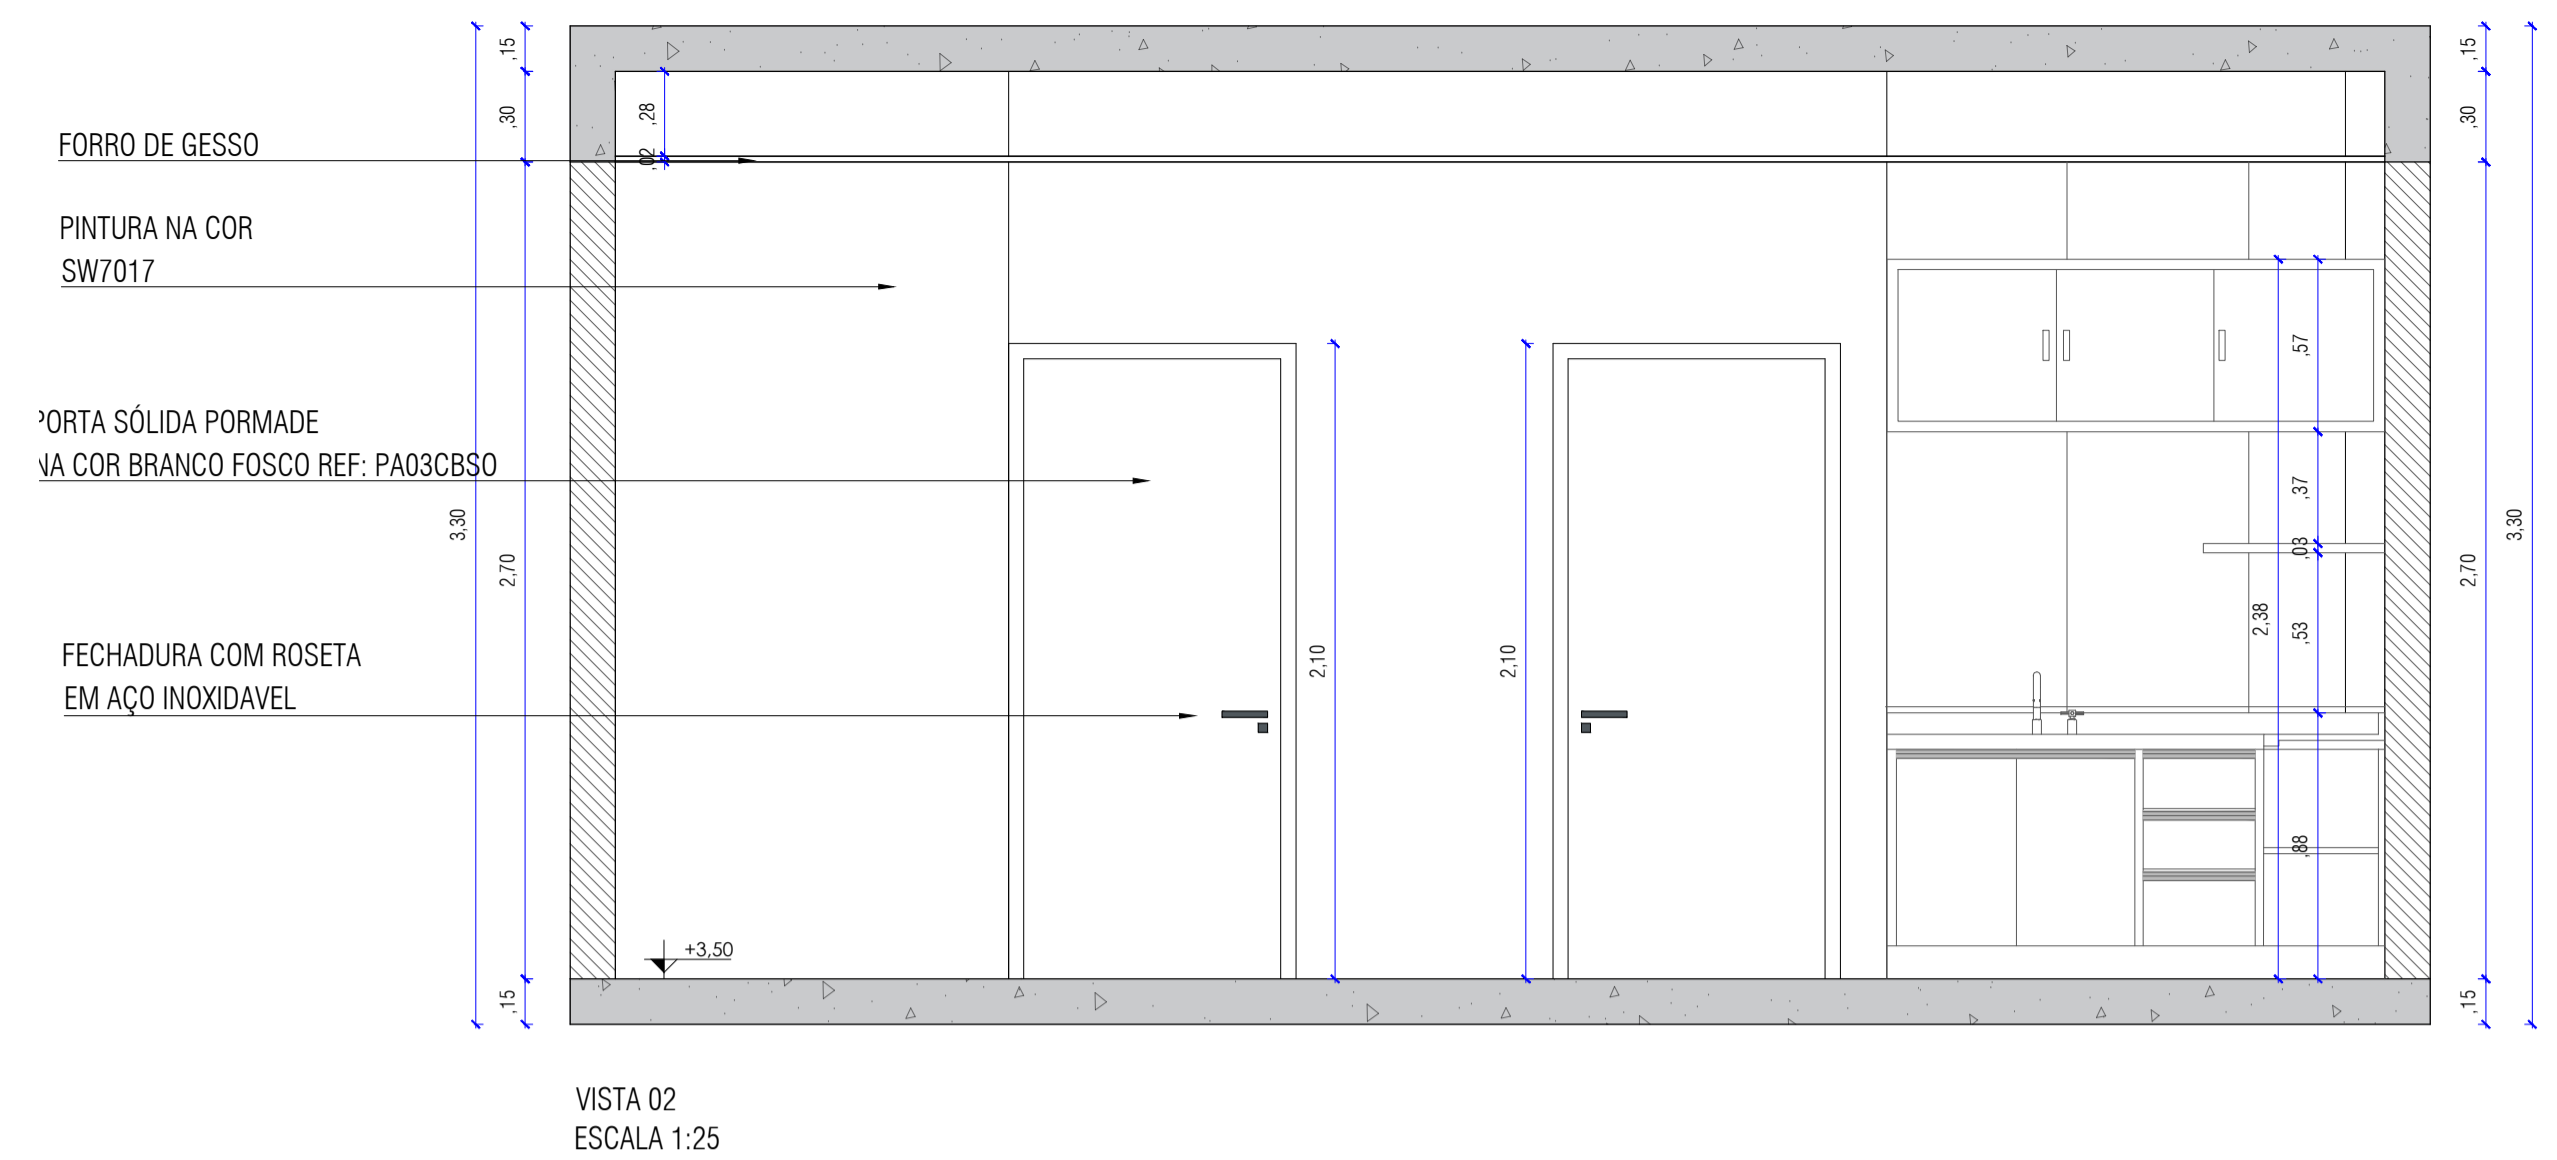 ,15
,15
,30
,28
,30
FORRO DE GESSO
,02
PINTURA NA COR
SW7017
,57
PORTA SÓLIDA PORMADE
NA COR BRANCO FOSCO REF: PA03CBSO
,37
3,30
3,30
,03
2,70
2,70
2,38
,53
FECHADURA COM ROSETA
2,10
2,10
EM AÇO INOXIDAVEL
,88
+3,50
,15
,15
VISTA 02
ESCALA 1:25